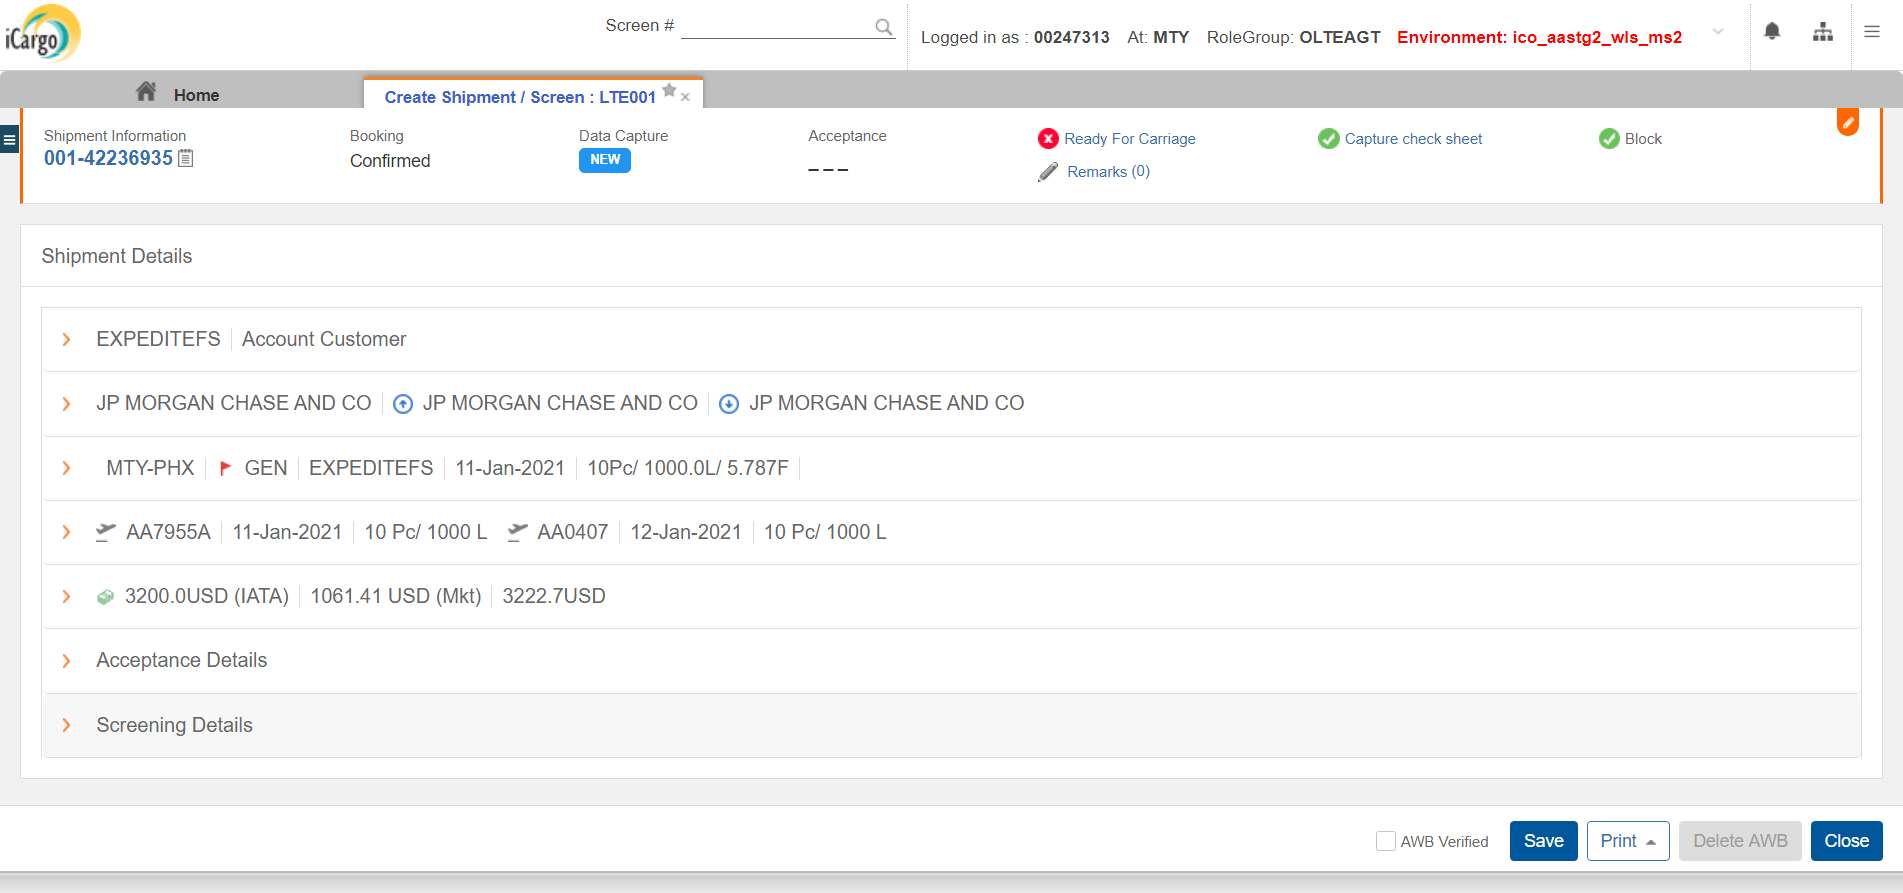 iCargo
Screen #
Logged in as : 00247313 At: MTY RoleGroup: OLTEAGT Environment: ico_aastg2_wls_ms2
Home
Create Shipment / Screen : LTE001
Shipment Information
001-42236935
Booking
Confirmed
Data Capture
NEW
Acceptance
– – –
Ready For Carriage
Remarks (0)
Capture check sheet
Block
Shipment Details
EXPEDITEFS Account Customer
JP MORGAN CHASE AND CO JP MORGAN CHASE AND CO JP MORGAN CHASE AND CO
MTY-PHX GEN EXPEDITEFS 11-Jan-2021 10Pc/ 1000.0L/ 5.787F
AA7955A 11-Jan-2021 10 Pc/ 1000 L AA0407 12-Jan-2021 10 Pc/ 1000 L
3200.0USD (IATA) 1061.41 USD (Mkt) 3222.7USD
Acceptance Details
Screening Details
AWB Verified Save Print Delete AWB Close